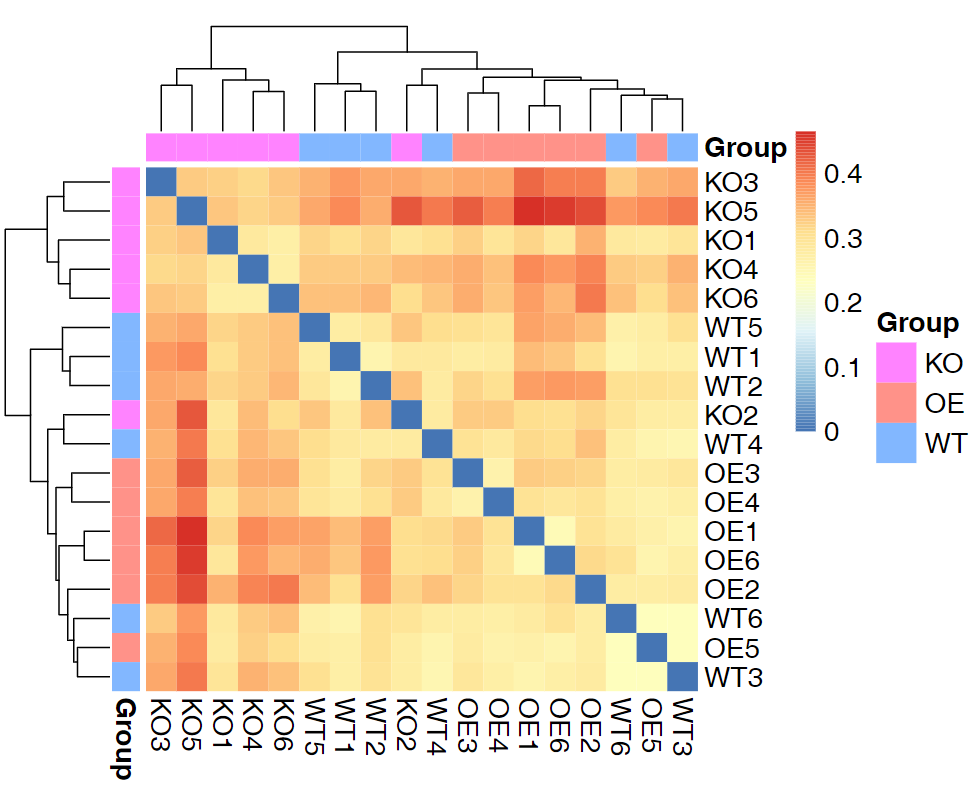 Group
KO3
KO5
KO1
KO4
KO6
WT5
WT1
WT2
KO2
WT4
OE3
OE4
OE1
OE6
OE2
WT6
OE5
WT3
0.4
0.3
0.2
0.1
0
Group
KO
OE
WT
Group
KO3
KO5
KO1
KO4
KO6
WT5
WT1
WT2
KO2
WT4
OE3
OE4
OE1
OE6
OE2
WT6
OE5
WT3